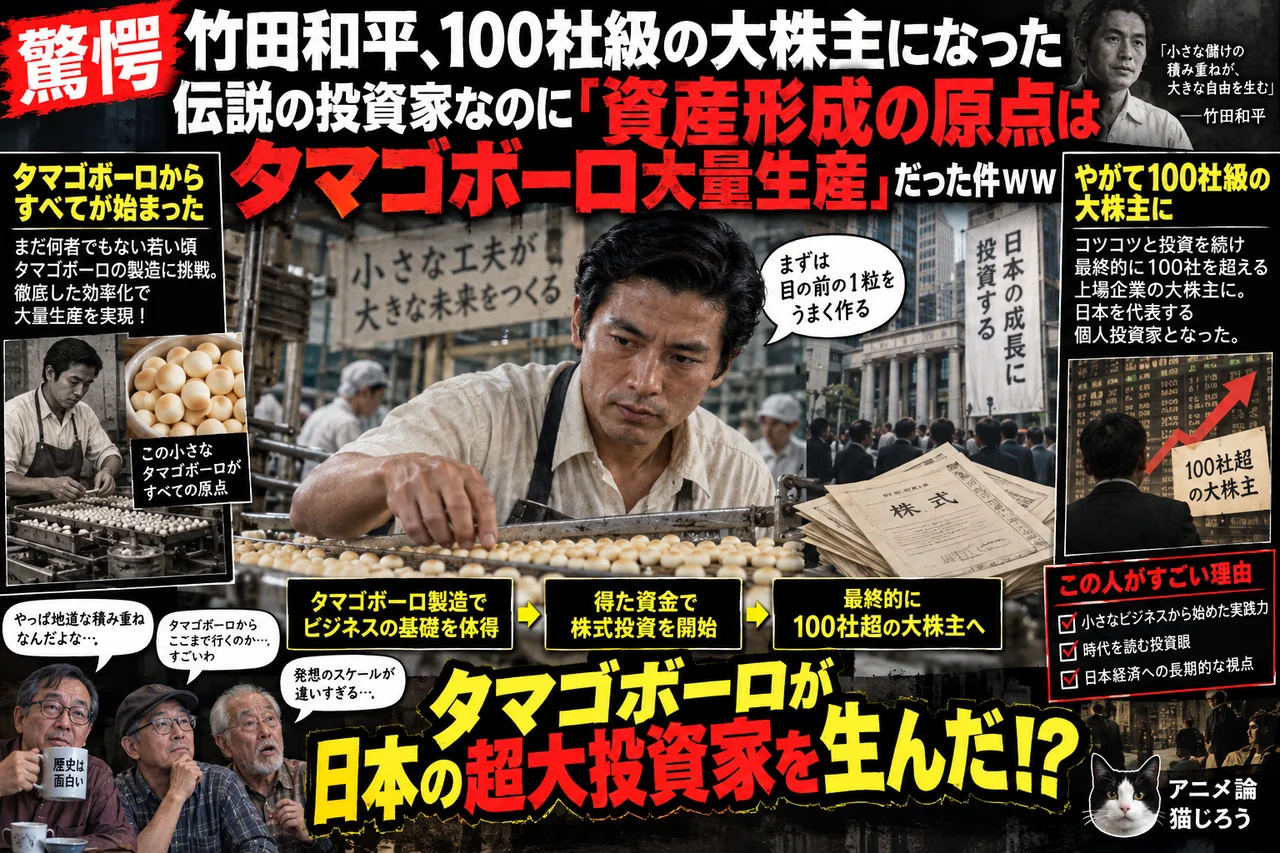 驚愕
竹田和平、100社級の大株主になった
伝説の投資家なのに「資産形成の原点は
タマゴボーロ大量生産」だった件ww
「小さな儲けの
積み重ねが、
大きな自由を生む」
──竹田和平
タマゴボーロから
すべてが始まった
まだ何者でもない若い頃
タマゴボーロの製造に挑戦。
徹底した効率化で
大量生産を実現！
この小さな
タマゴボーロが
すべての原点
小さな工夫が
大きな未来をつくる
まずは
目の前の1粒を
うまく作る
日本の成長に
投資する
株式
やがて100社級の
大株主に
コツコツと投資を続け
最終的に100社を超える
上場企業の大株主に。
日本を代表する
個人投資家となった。
100社超
の大株主
タマゴボーロ製造で
ビジネスの基礎を体得
得た資金で
株式投資を開始
最終的に
100社超の大株主へ
この人がすごい理由
小さなビジネスから始めた実践力
時代を読む投資眼
日本経済への長期的な視点
やっぱ地道な積み重ね
なんだよな…。
タマゴボーロから
ここまで行くのか…。
すごいわ
発想のスケールが
違いすぎる…。
歴史は
面白い
タマゴボーロが
日本の超大投資家を生んだ!?
アニメ論
猫じろう